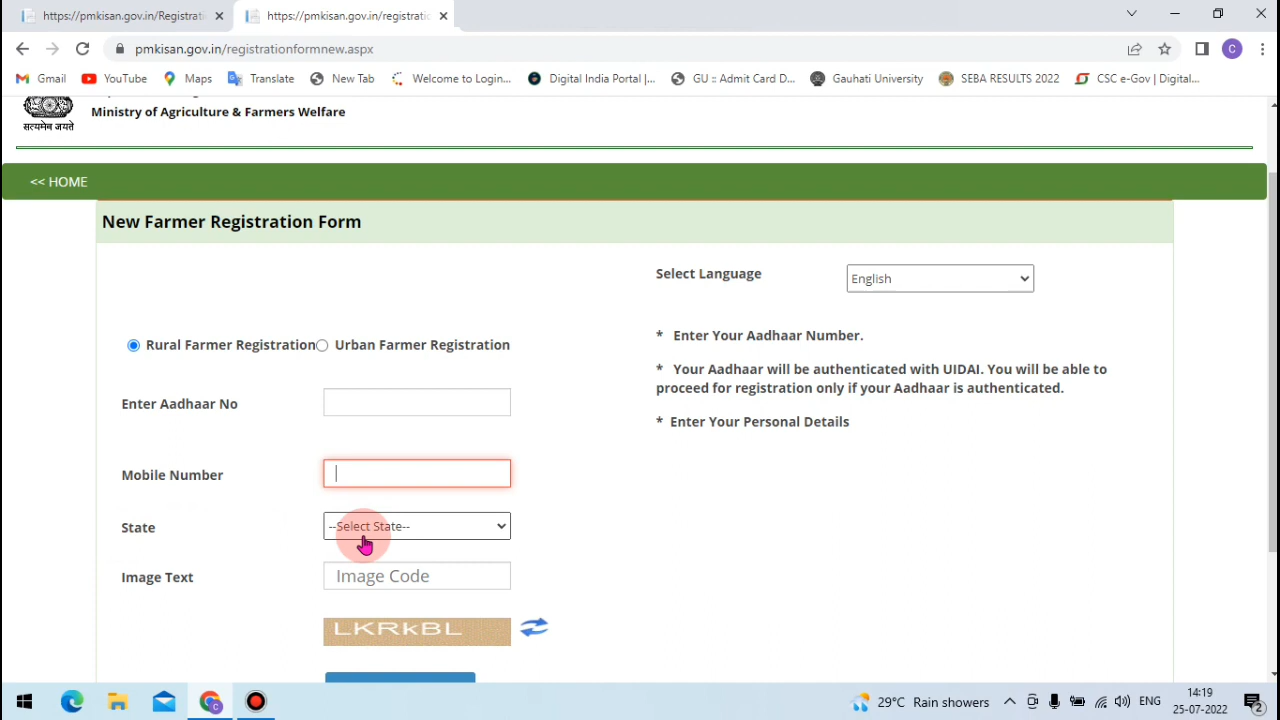 https://pmkisan.gov.in/Registrati
https://pmkisan.gov.in/registratic
pmkisan.gov.in/registrationformnew.aspx
C
Gmail
YouTube
Maps
Translate
New Tab
Welcome to Login...
Digital India Portal |...
GU :: Admit Card D...
Gauhati University
SEBA RESULTS 2022
CSC e-Gov | Digital...
सत्यमेव जयते
Ministry of Agriculture & Farmers Welfare
<< HOME
New Farmer Registration Form
Select Language
English
Rural Farmer Registration
Urban Farmer Registration
* Enter Your Aadhaar Number.
* Your Aadhaar will be authenticated with UIDAI. You will be able to
proceed for registration only if your Aadhaar is authenticated.
* Enter Your Personal Details
Enter Aadhaar No
Mobile Number
State
--Select State--
Image Text
Image Code
LKRkBL
29°C Rain showers
ENG
14:19
25-07-2022
2